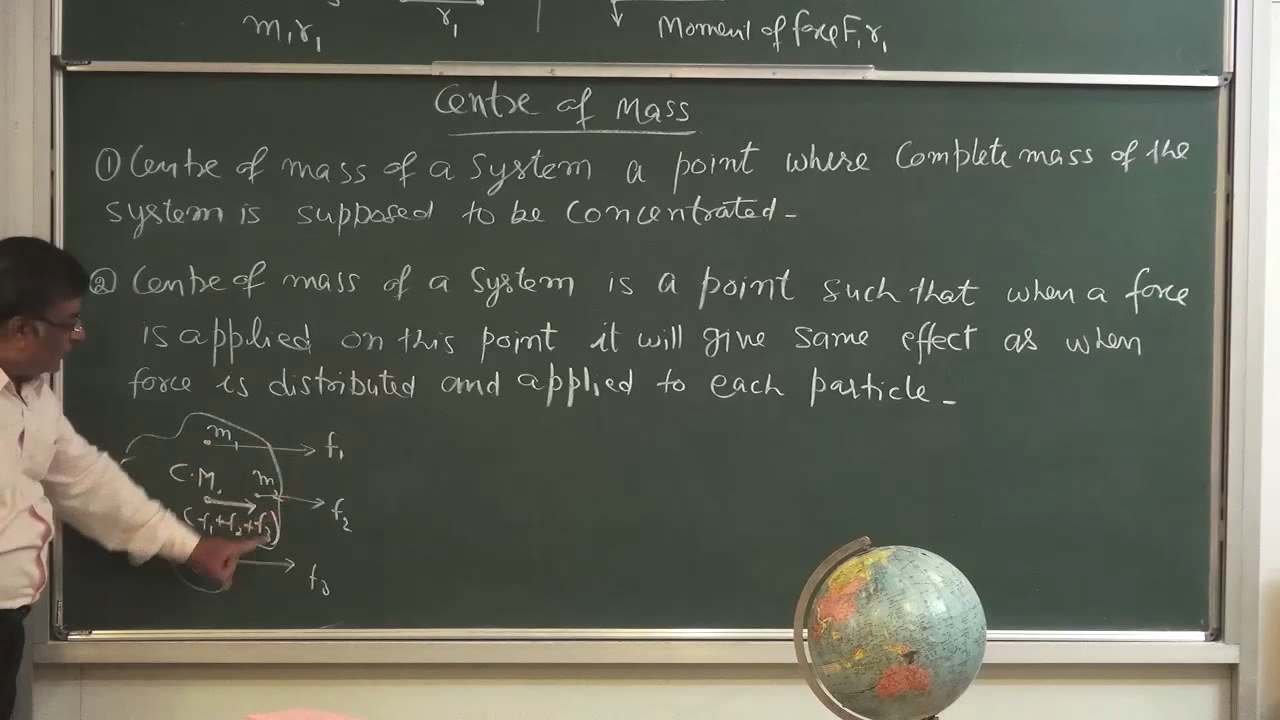 m₁r₁
r₁
Moment of force F₁r₁
Centre of Mass
① Centre of mass of a System a point where Complete mass of the
system is supposed to be Concentrated-
② Centre of mass of a System is a point such that when a force
is applied on this point it will give same effect as when
force is distributed and applied to each particle-
m₁ f₁
C.M. m
f₂
(f₁+f₂+f₃)
f₃